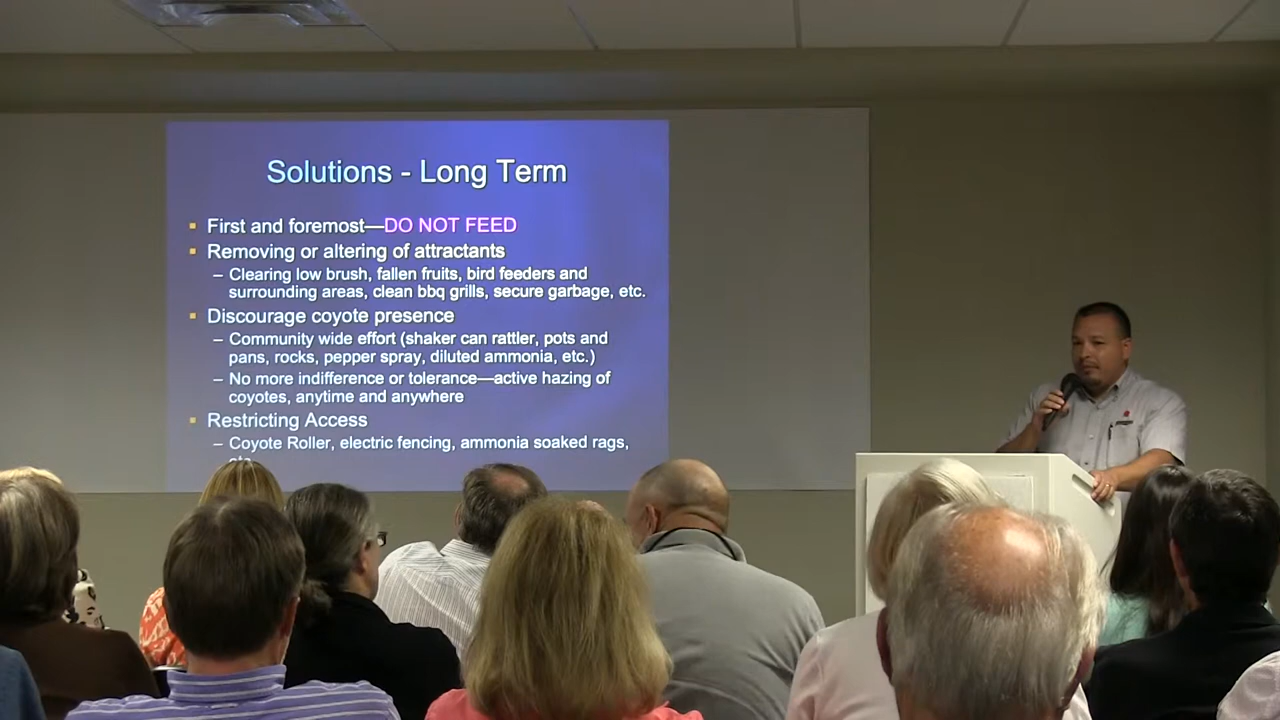 Solutions - Long Term
First and foremost—DO NOT FEED
Removing or altering of attractants
– Clearing low brush, fallen fruits, bird feeders and
surrounding areas, clean bbq grills, secure garbage, etc.
Discourage coyote presence
– Community wide effort (shaker can rattler, pots and
pans, rocks, pepper spray, diluted ammonia, etc.)
– No more indifference or tolerance—active hazing of
coyotes, anytime and anywhere
Restricting Access
– Coyote Roller, electric fencing, ammonia soaked rags,
etc.